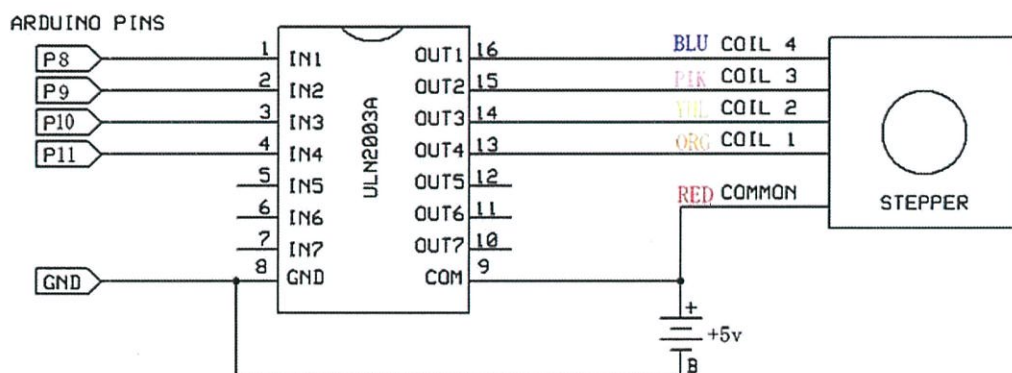 ARDUINO PINS
P8 1 IN1 OUT1 16 BLU COIL 4
P9 2 IN2 OUT2 15 PIK COIL 3
P10 3 IN3 OUT3 14 YEL COIL 2
P11 4 IN4 OUT4 13 ORG COIL 1
5 IN5 OUT5 12
6 IN6 OUT6 11
7 IN7 OUT7 10
GND 8 GND COM 9
ULN2003A
RED COMMON
STEPPER
+
+5v
B